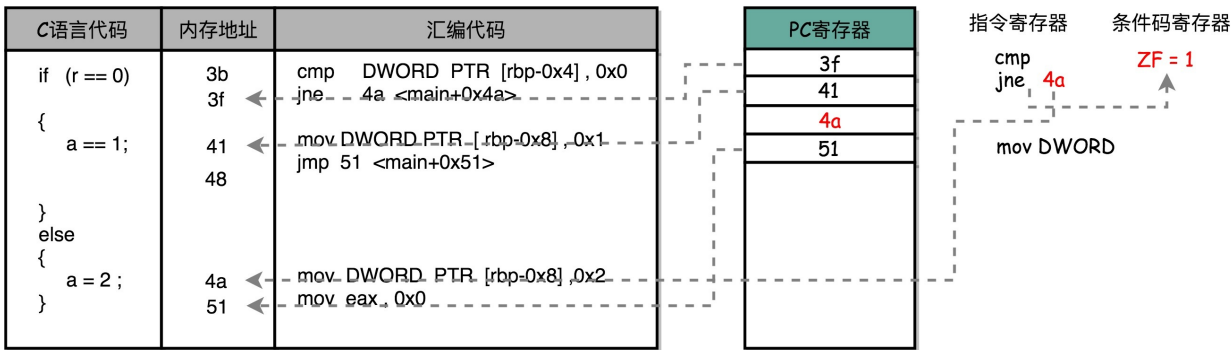 C语言代码 内存地址 汇编代码 PC寄存器 指令寄存器 条件码寄存器
if (r == 0) 3b cmp DWORD PTR [rbp-0x4] , 0x0 3f cmp ZF = 1
3f jne 4a <main+0x4a> 41 jne 4a
{ 4a
a == 1; 41 mov DWORD PTR [ rbp-0x8] , 0x1 51 mov DWORD
jmp 51 <main+0x51>
48
}
else
{
a = 2 ; 4a mov DWORD PTR [rbp-0x8] ,0x2
} 51 mov eax , 0x0